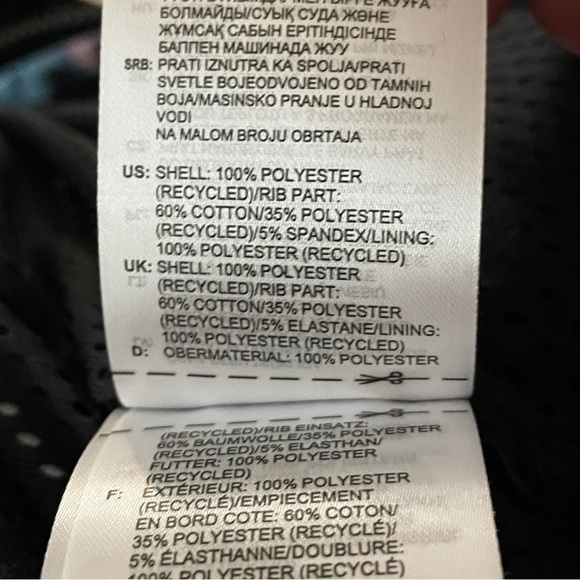 БОЛМАЙДЫ/СУЫҚ СУДА ЖӘНЕ
ЖҰМСАҚ САБЫН ЕРІТІНДІСІНДЕ
БАППЕН МАШИНАДА ЖУУ
SRB: PRATI IZNUTRA KA SPOLJA/PRATI
SVETLE BOJEODVOJENO OD TAMNIH
BOJA/MASINSKO PRANJE U HLADNOJ
VODI
NA MALOM BROJU OBRTAJA
US: SHELL: 100% POLYESTER
(RECYCLED)/RIB PART:
60% COTTON/35% POLYESTER
(RECYCLED)/5% SPANDEX/LINING:
100% POLYESTER (RECYCLED)
UK: SHELL: 100% POLYESTER
(RECYCLED)/RIB PART:
60% COTTON/35% POLYESTER
(RECYCLED)/5% ELASTANE/LINING:
100% POLYESTER (RECYCLED)
D: OBERMATERIAL: 100% POLYESTER
(RECYCLED)/RIB EINSATZ:
60% BAUMWOLLE/35% POLYESTER
(RECYCLED)/5% ELASTHAN/
FUTTER: 100% POLYESTER
(RECYCLED)
F: EXTÉRIEUR: 100% POLYESTER
(RECYCLÉ)/EMPIECEMENT
EN BORD COTE: 60% COTON/
35% POLYESTER (RECYCLÉ)/
5% ÉLASTHANNE/DOUBLURE:
100% POLYESTER (RECYCLÉ)